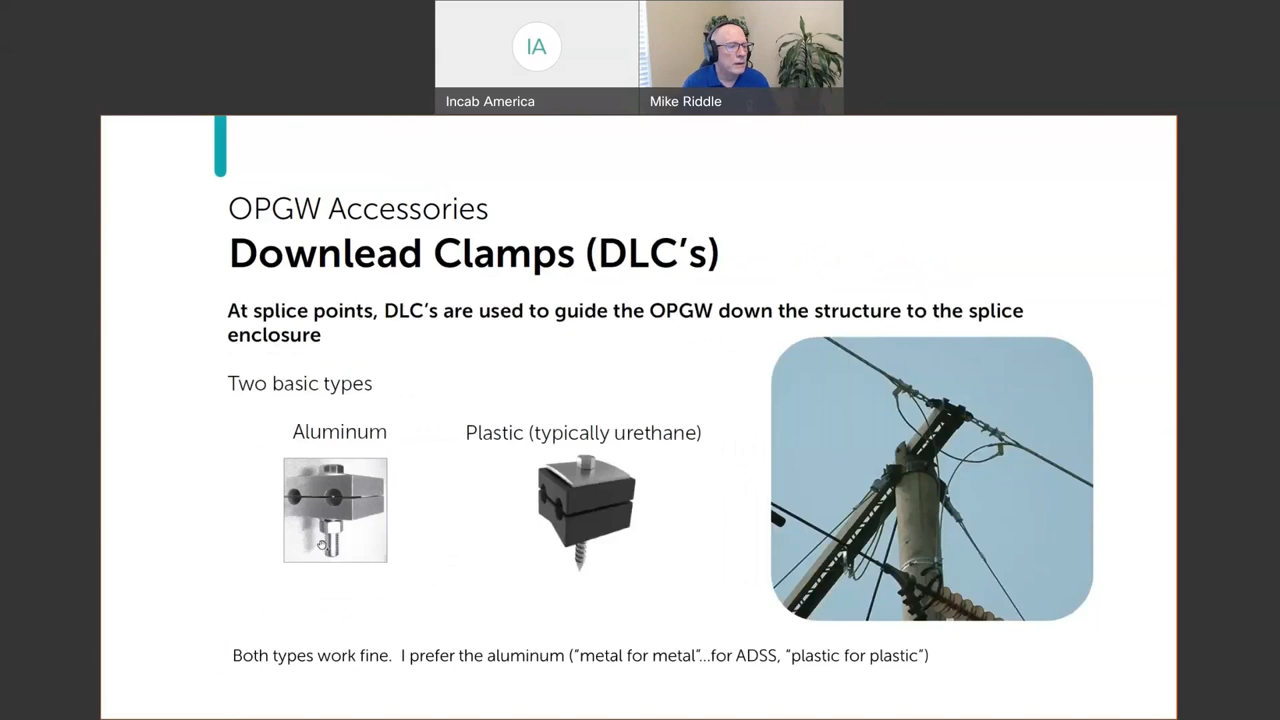 IA
Incab America
Mike Riddle
OPGW Accessories
Downlead Clamps (DLC’s)
At splice points, DLC’s are used to guide the OPGW down the structure to the splice
enclosure
Two basic types
Aluminum
Plastic (typically urethane)
Both types work fine.  I prefer the aluminum (“metal for metal”...for ADSS, “plastic for plastic”)